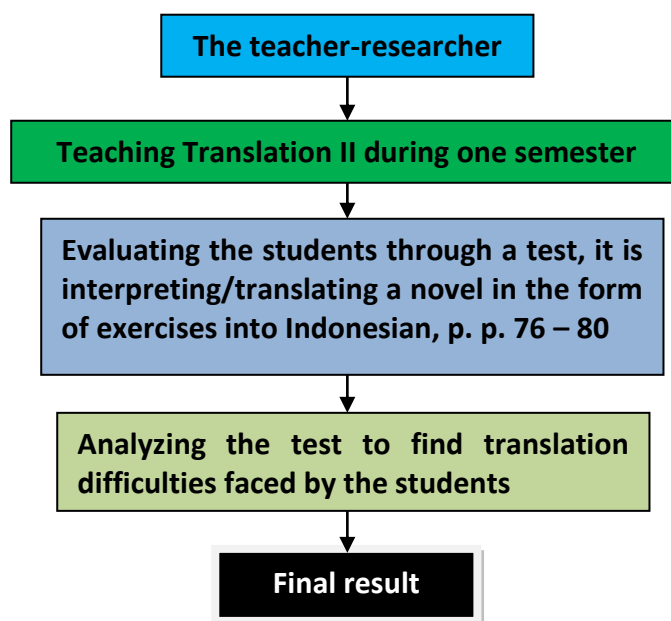 The teacher-researcher
Teaching Translation II during one semester
Evaluating the students through a test, it is
interpreting/translating a novel in the form
of exercises into Indonesian, p. p. 76 – 80
Analyzing the test to find translation
difficulties faced by the students
Final result